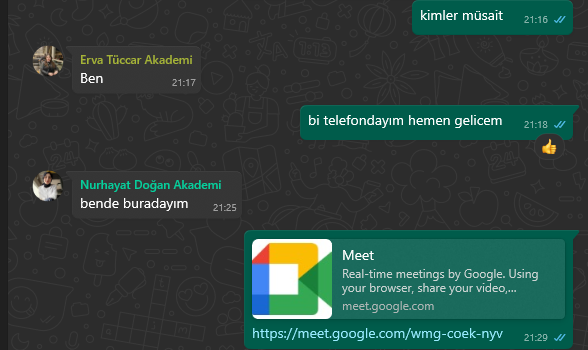 kimler müsait
21:16
Erva Tüccar Akademi
Ben
21:17
bi telefondayım hemen gelicem
21:18
Nurhayat Doğan Akademi
bende buradayım
21:25
Meet
Real-time meetings by Google. Using
your browser, share your video,...
meet.google.com
https://meet.google.com/wmg-coek-nyv
21:29